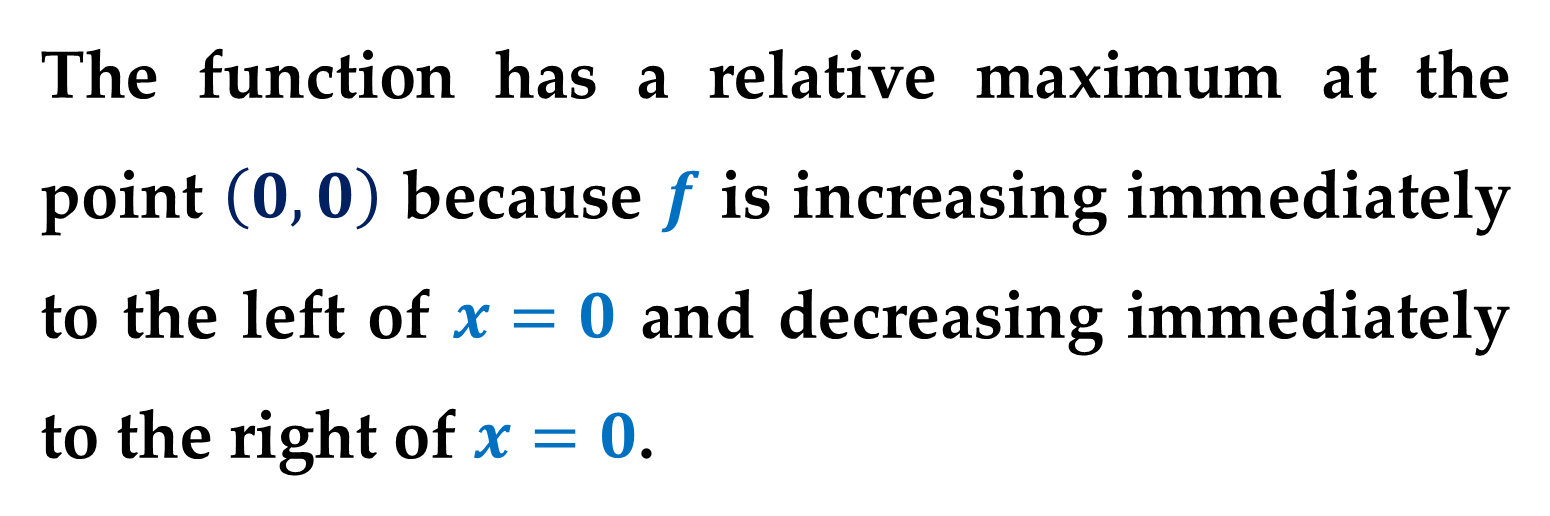 The function has a relative maximum at the
point (0, 0) because f is increasing immediately
to the left of x = 0 and decreasing immediately
to the right of x = 0.